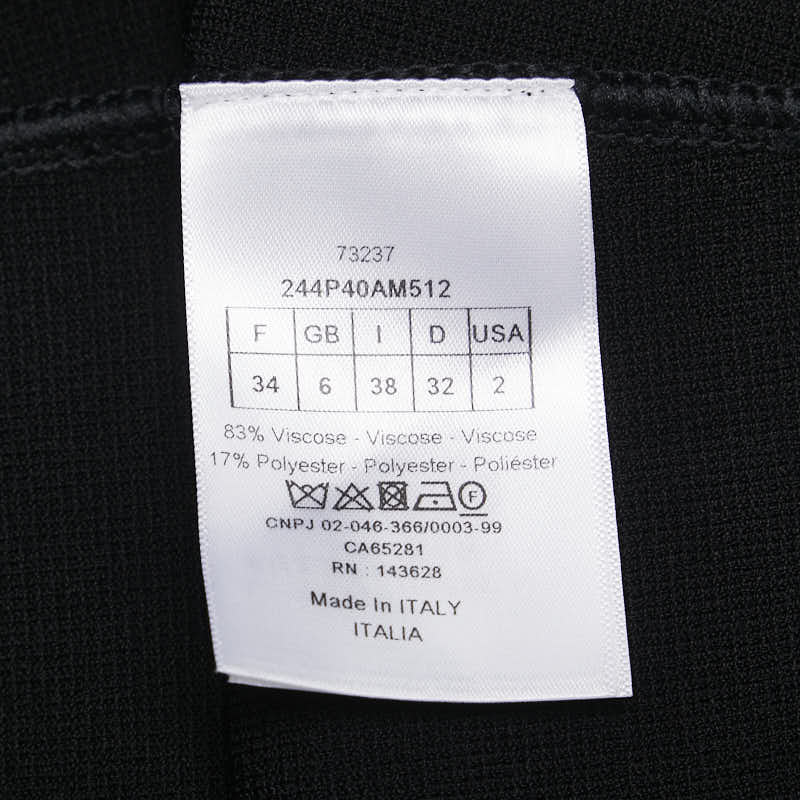 73237
244P40AM512
F GB I D USA
34 6 38 32 2
83% Viscose - Viscose - Viscose
17% Polyester - Polyester - Poliéster
F
CNPJ 02-046-366/0003-99
CA65281
RN : 143628
Made In ITALY
ITALIA